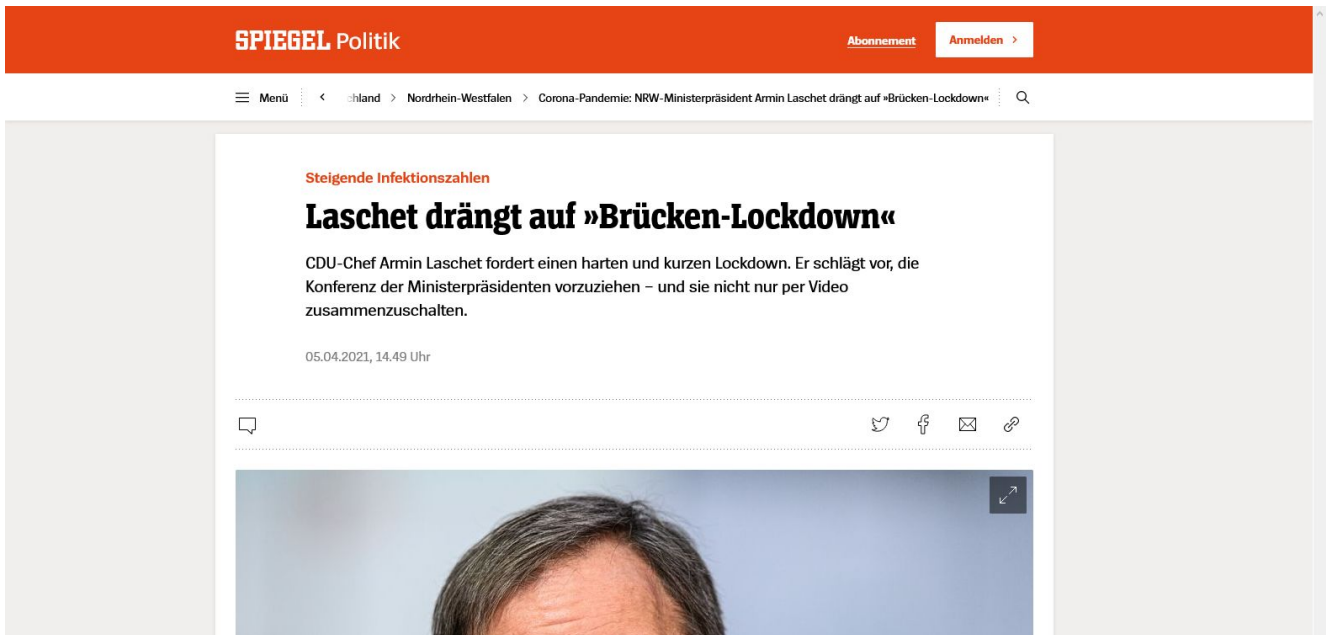 SPIEGEL Politik
Abonnement
Anmelden >
Menü
< chland > Nordrhein-Westfalen > Corona-Pandemie: NRW-Ministerpräsident Armin Laschet drängt auf »Brücken-Lockdown«
Steigende Infektionszahlen
Laschet drängt auf »Brücken-Lockdown«
CDU-Chef Armin Laschet fordert einen harten und kurzen Lockdown. Er schlägt vor, die
Konferenz der Ministerpräsidenten vorzuziehen – und sie nicht nur per Video
zusammenzuschalten.
05.04.2021, 14.49 Uhr